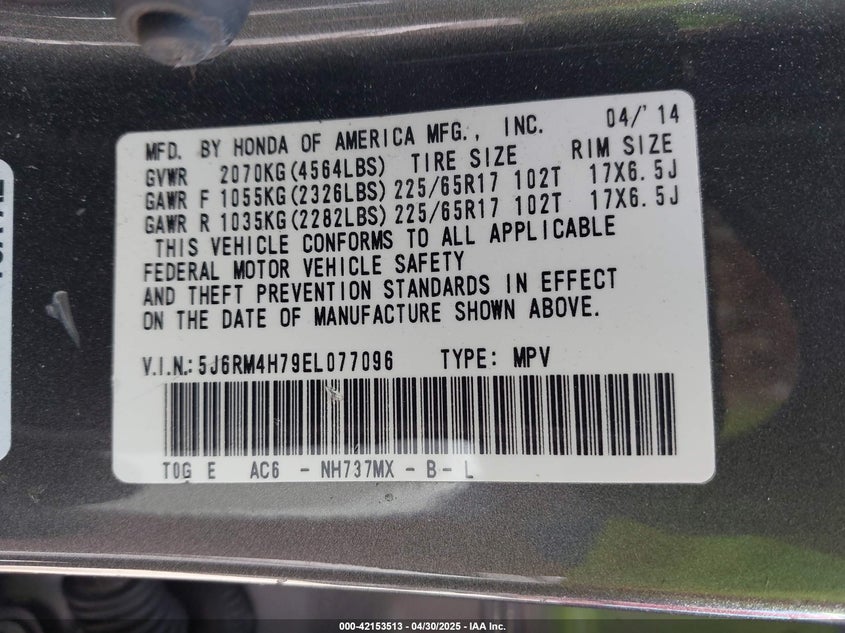 MFD. BY HONDA OF AMERICA MFG., INC. 04/'14
GVWR 2070KG(4564LBS) TIRE SIZE RIM SIZE
GAWR F 1055KG(2326LBS) 225/65R17 102T 17X6.5J
GAWR R 1035KG(2282LBS) 225/65R17 102T 17X6.5J
THIS VEHICLE CONFORMS TO ALL APPLICABLE
FEDERAL MOTOR VEHICLE SAFETY
AND THEFT PREVENTION STANDARDS IN EFFECT
ON THE DATE OF MANUFACTURE SHOWN ABOVE.
V.I.N.:5J6RM4H79EL077096 TYPE: MPV
T0G E AC6 - NH737MX - B - L
000-42153513 - 04/30/2025 - IAA Inc.